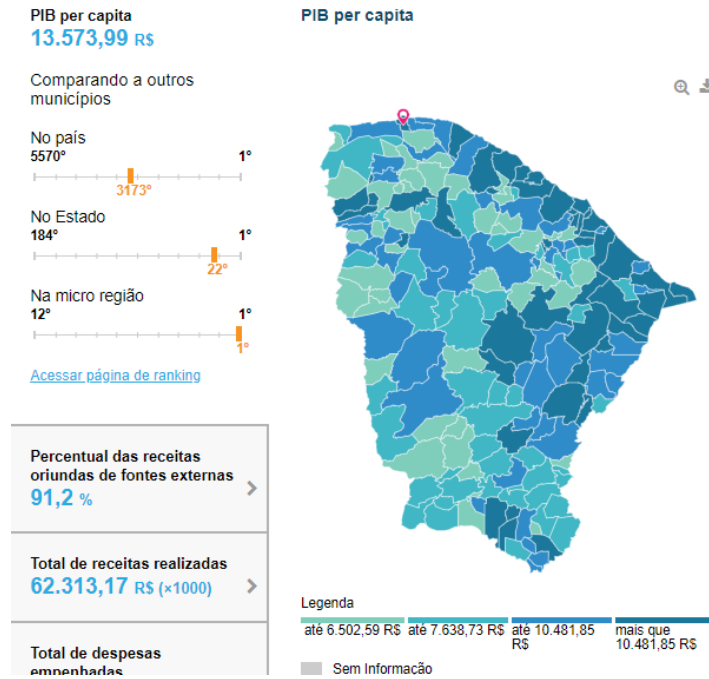 PIB per capita
13.573,99 R$
Comparando a outros
municípios
No país
5570° 1°
3173°
No Estado
184° 1°
22°
Na micro região
12° 1°
1°
Acessar página de ranking
Percentual das receitas
oriundas de fontes externas
91,2 %
Total de receitas realizadas
62.313,17 R$ (×1000)
Total de despesas
empenhadas
PIB per capita
Legenda
até 6.502,59 R$ até 7.638,73 R$ até 10.481,85 R$ mais que 10.481,85 R$
Sem Informação